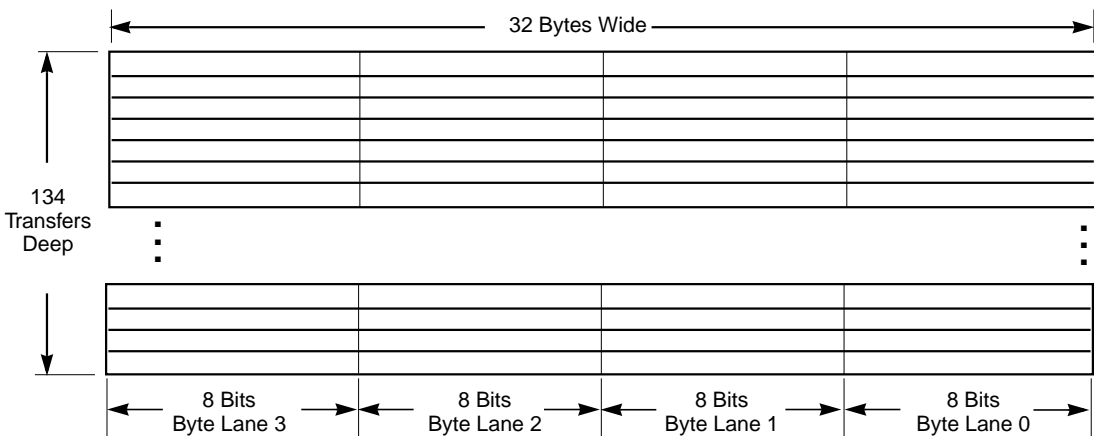 32 Bytes Wide
134
Transfers
Deep
8 Bits
Byte Lane 3
8 Bits
Byte Lane 2
8 Bits
Byte Lane 1
8 Bits
Byte Lane 0